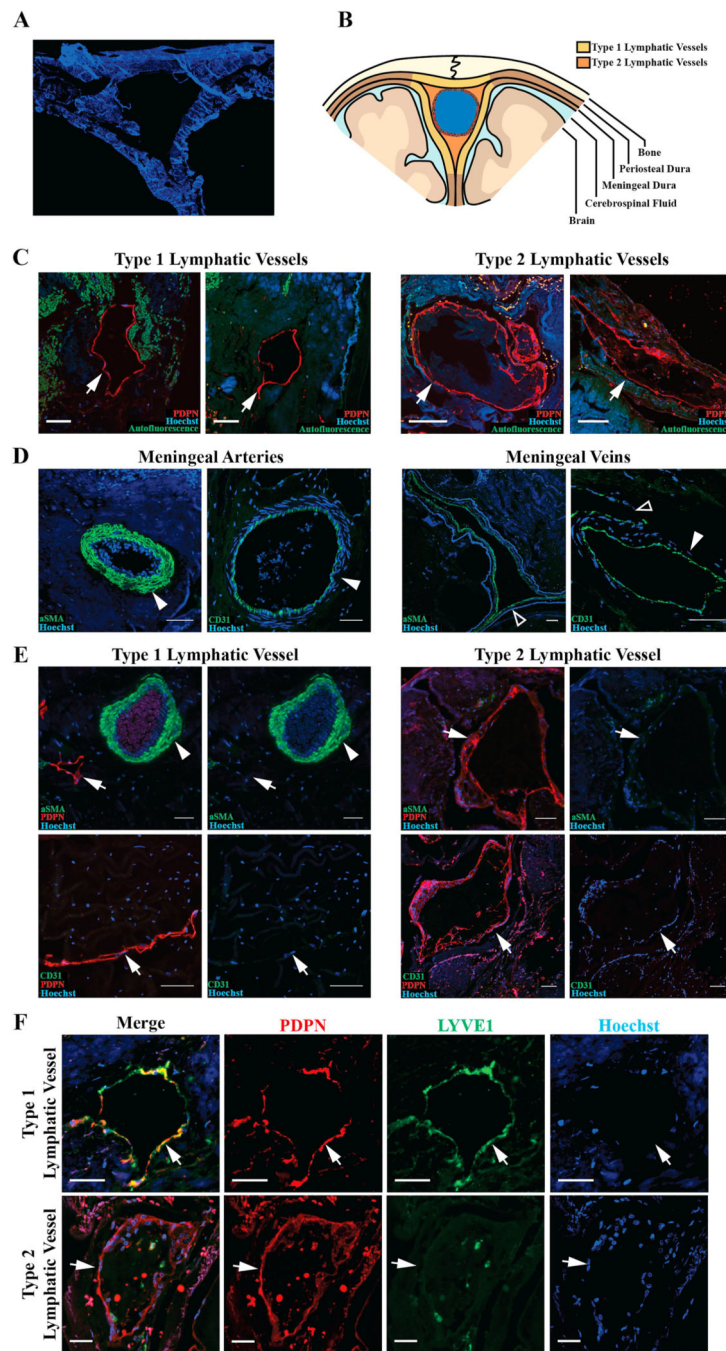 A
B
Type 1 Lymphatic Vessels
Type 2 Lymphatic Vessels
Bone
Periosteal Dura
Meningeal Dura
Cerebrospinal Fluid
Brain
C
Type 1 Lymphatic Vessels
Type 2 Lymphatic Vessels
PDPN
Hoechst
Autofluorescence
PDPN
Hoechst
Autofluorescence
PDPN
Hoechst
Autofluorescence
PDPN
Hoechst
Autofluorescence
D
Meningeal Arteries
Meningeal Veins
aSMA
Hoechst
CD31
Hoechst
aSMA
Hoechst
CD31
Hoechst
E
Type 1 Lymphatic Vessel
Type 2 Lymphatic Vessel
aSMA
PDPN
Hoechst
aSMA
PDPN
Hoechst
aSMA
PDPN
Hoechst
aSMA
Hoechst
CD31
PDPN
Hoechst
CD31
Hoechst
CD31
PDPN
Hoechst
CD31
Hoechst
F
Merge
PDPN
LYVE1
Hoechst
Type 1
Lymphatic Vessel
Type 2
Lymphatic Vessel